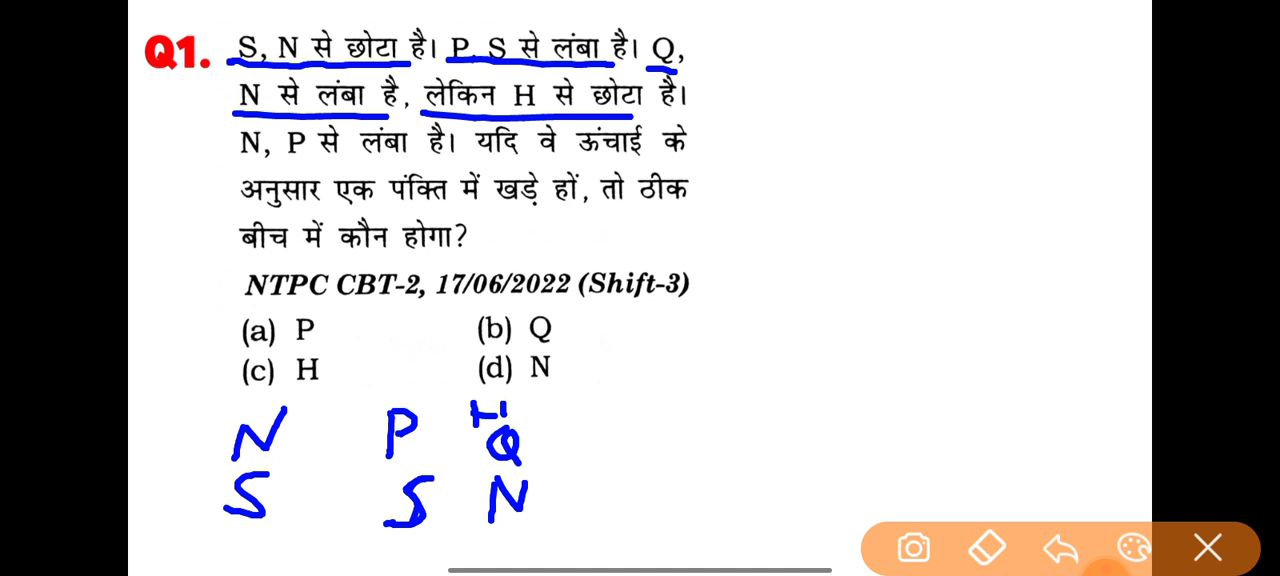 Q1. S, N से छोटा है। P, S से लंबा है। Q,
N से लंबा है, लेकिन H से छोटा है।
N, P से लंबा है। यदि वे ऊंचाई के
अनुसार एक पंक्ति में खड़े हों, तो ठीक
बीच में कौन होगा?
NTPC CBT-2, 17/06/2022 (Shift-3)
(a) P (b) Q
(c) H (d) N
H
N P Q
S S N